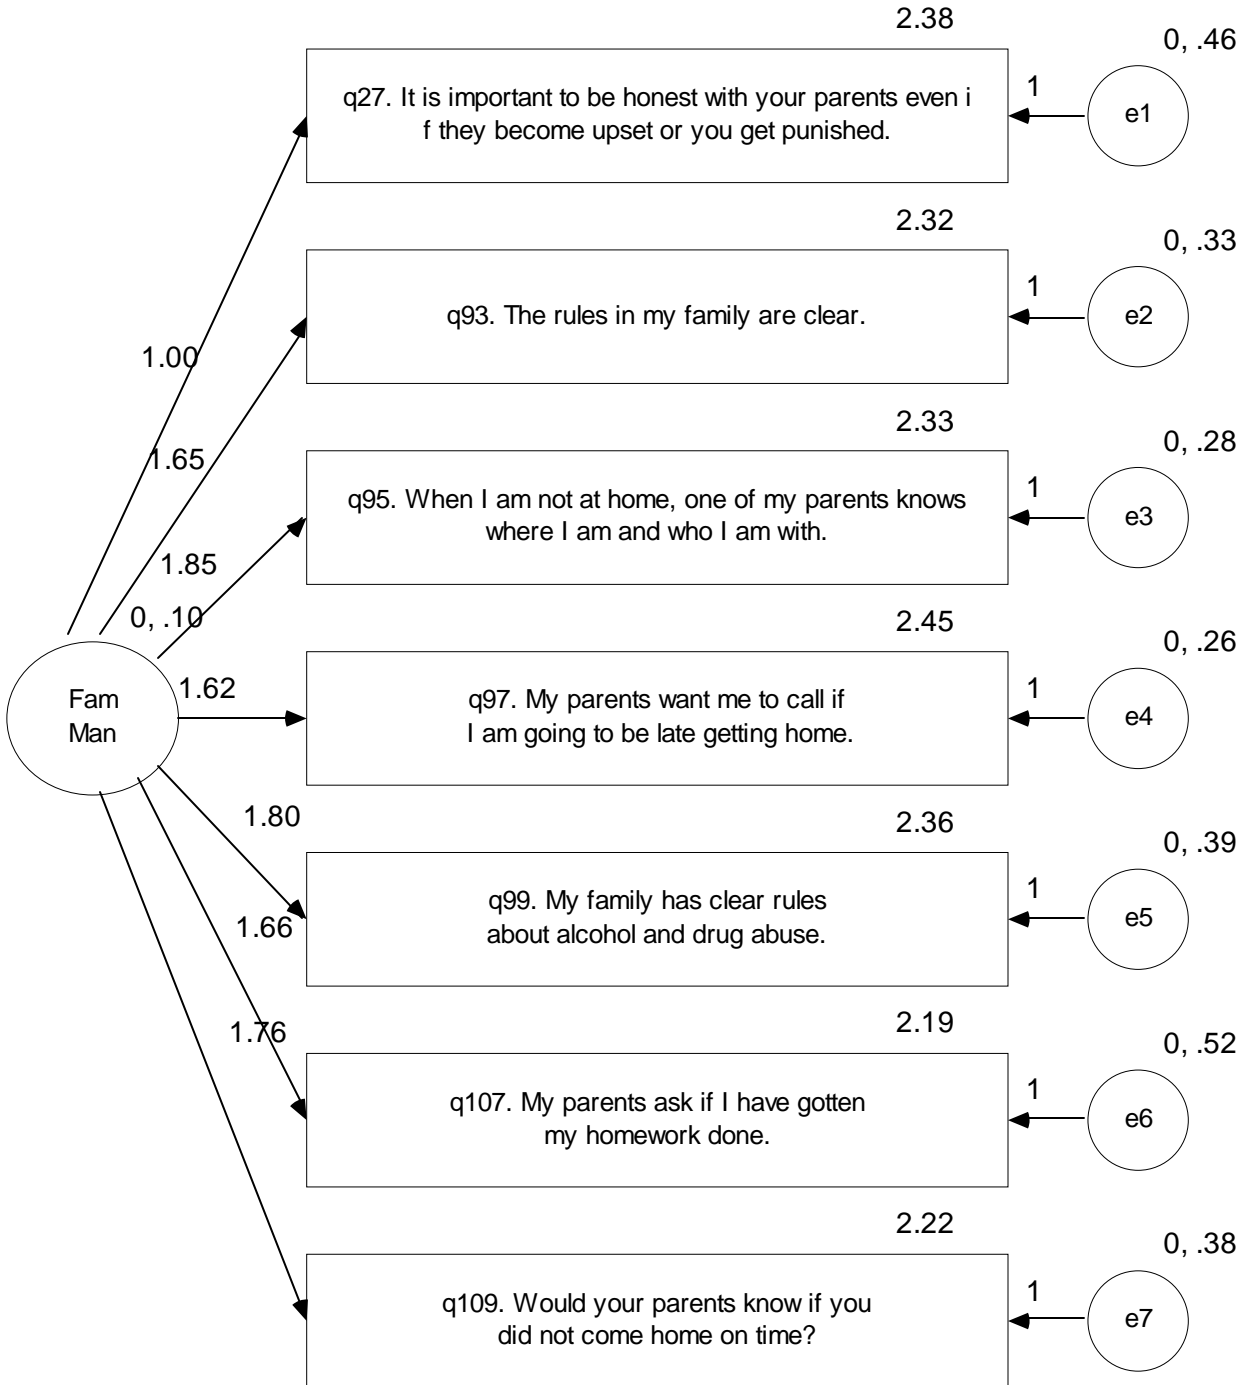 2.38
0, .46
q27. It is important to be honest with your parents even i
f they become upset or you get punished.
1
e1
2.32
0, .33
q93. The rules in my family are clear.
1
e2
1.00
2.33
0, .28
1.65
q95. When I am not at home, one of my parents knows
where I am and who I am with.
1
e3
1.85
0, .10
2.45
0, .26
Fam
Man
1.62
q97. My parents want me to call if
I am going to be late getting home.
1
e4
1.80
2.36
0, .39
q99. My family has clear rules
about alcohol and drug abuse.
1
e5
1.66
1.76
2.19
0, .52
q107. My parents ask if I have gotten
my homework done.
1
e6
2.22
0, .38
q109. Would your parents know if you
did not come home on time?
1
e7